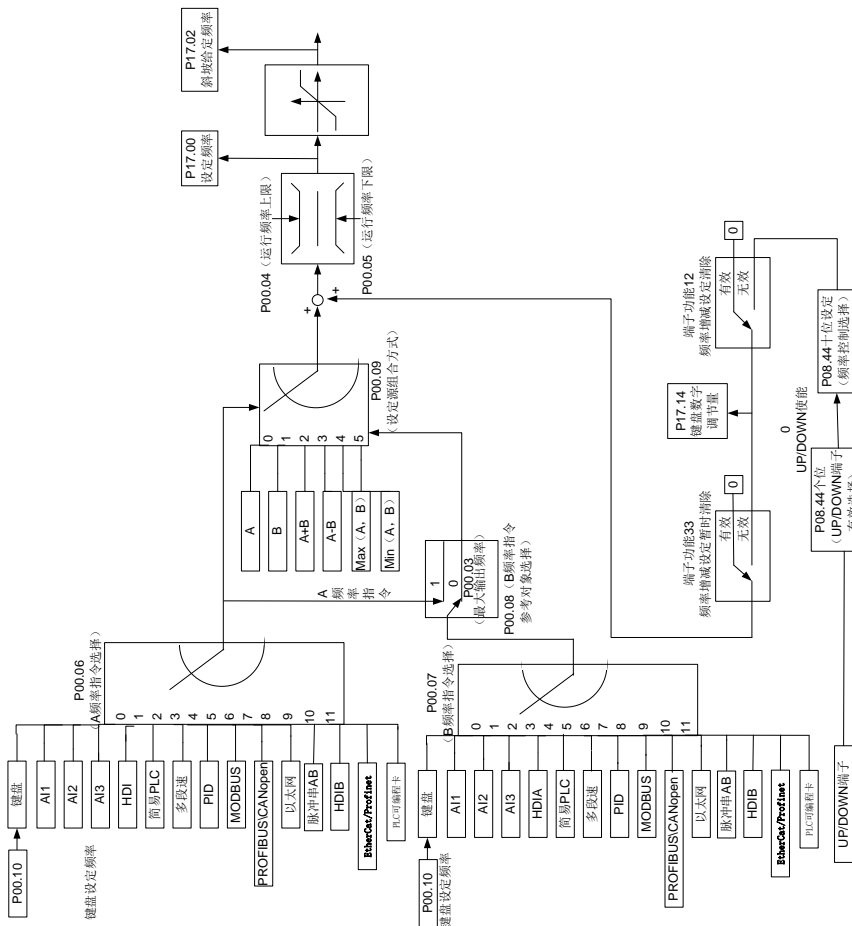 P00.10
键盘设定频率
键盘
AI1
AI2
AI3
HDI
简易PLC
多段速
PID
MODBUS
PROFIBUS\CANopen
以太网
脉冲串AB
HDIB
EtherCat/Profinet
PLC可编程卡
0
1
2
3
4
5
6
7
8
9
10
11
P00.06
（A频率指令选择）
A
频
率
指
令
A
B
A+B
A-B
Max（A，B）
Min（A，B）
0
1
2
3
4
5
P00.09
（设定源组合方式）
+
+
P00.04（运行频率上限）
P00.05（运行频率下限）
P17.00
设定频率
P17.02
斜坡给定频率
P00.10
键盘设定频率
键盘
AI1
AI2
AI3
HDIA
简易PLC
多段速
PID
MODBUS
PROFIBUS\CANopen
以太网
脉冲串AB
HDIB
EtherCat/Profinet
PLC可编程卡
0
1
2
3
4
5
6
7
8
9
10
11
P00.07
（B频率指令选择）
1
0
P00.03
（最大输出频率）
P00.08（B频率指令
参考对象选择）
端子功能33
频率增减设定暂时清除
有效
无效
0
P17.14
键盘数字
调节量
端子功能12
频率增减设定清除
有效
无效
0
UP/DOWN端子
P08.44个位
（UP/DOWN端子
有效选择）
0
UP/DOWN使能
P08.44十位设定
（频率控制选择）